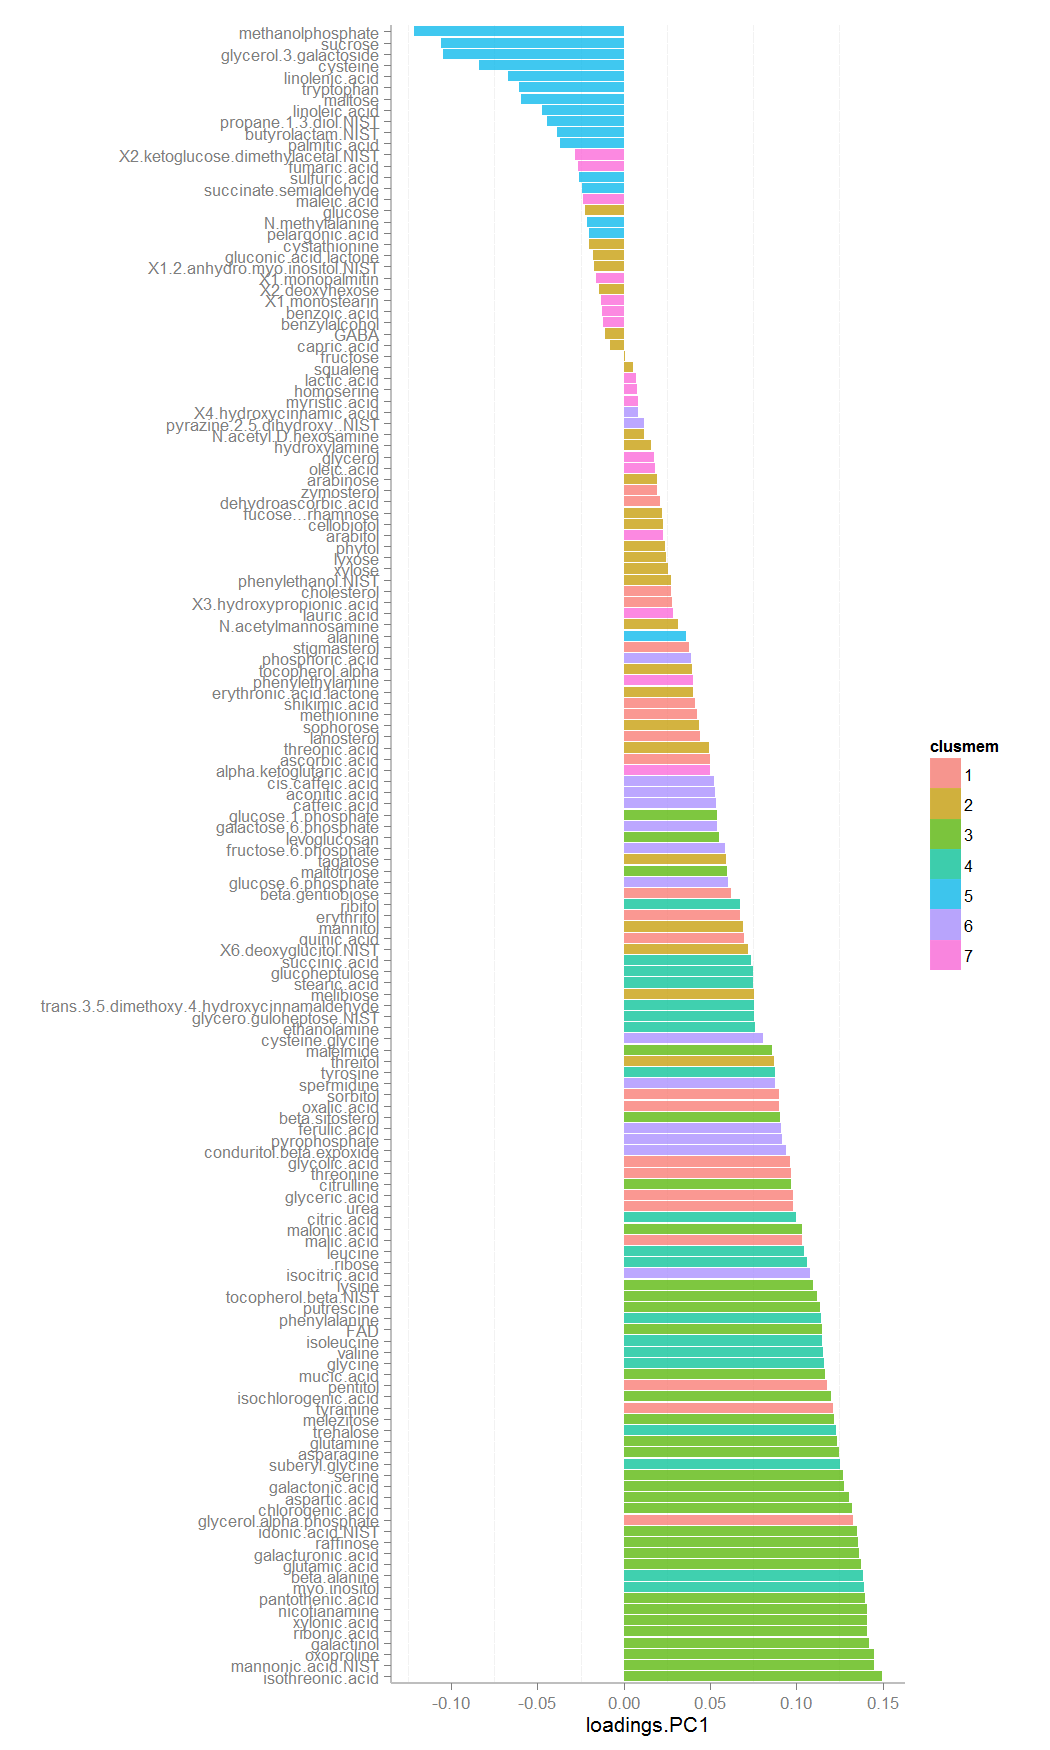 methanolphosphate
sucrose
glycerol.3.galactoside
cysteine
linolenic.acid
tryptophan
maltose
linoleic.acid
propane.1.3.diol.NIST
butyrolactam.NIST
palmitic.acid
X2.ketoglucose.dimethylacetal.NIST
fumaric.acid
sulfuric.acid
succinate.semialdehyde
maleic.acid
glucose
N.methylalanine
pelargonic.acid
cystathionine
gluconic.acid.lactone
X1.2.anhydro.myo.inositol.NIST
X1.monopalmitin
X2.deoxyhexose
X1.monostearin
benzoic.acid
benzylalcohol
GABA
capric.acid
fructose
squalene
lactic.acid
homoserine
myristic.acid
X4.hydroxycinnamic.acid
pyrazine.2.5.dihydroxy..NIST
N.acetyl.D.hexosamine
hydroxylamine
glycerol
oleic.acid
arabinose
zymosterol
dehydroascorbic.acid
fucose...rhamnose
cellobiotol
arabitol
phytol
lyxose
xylose
phenylethanol.NIST
cholesterol
X3.hydroxypropionic.acid
lauric.acid
N.acetylmannosamine
alanine
stigmasterol
phosphoric.acid
tocopherol.alpha
phenylethylamine
erythronic.acid.lactone
shikimic.acid
methionine
sophorose
lanosterol
threonic.acid
ascorbic.acid
alpha.ketoglutaric.acid
cis.caffeic.acid
aconitic.acid
caffeic.acid
glucose.1.phosphate
galactose.6.phosphate
levoglucosan
fructose.6.phosphate
tagatose
maltotriose
glucose.6.phosphate
beta.gentiobiose
ribitol
erythritol
mannitol
quinic.acid
X6.deoxyglucitol.NIST
succinic.acid
glucoheptulose
stearic.acid
melibiose
trans.3.5.dimethoxy.4.hydroxycinnamaldehyde
glycero.guloheptose.NIST
ethanolamine
cysteine.glycine
maleimide
threitol
tyrosine
spermidine
sorbitol
oxalic.acid
beta.sitosterol
ferulic.acid
pyrophosphate
conduritol.beta.expoxide
glycolic.acid
threonine
citrulline
glyceric.acid
urea
citric.acid
malonic.acid
malic.acid
leucine
ribose
isocitric.acid
lysine
tocopherol.beta.NIST
putrescine
phenylalanine
FAD
isoleucine
valine
glycine
mucic.acid
pentitol
isochlorogenic.acid
tyramine
melezitose
trehalose
glutamine
asparagine
suberyl.glycine
serine
galactonic.acid
aspartic.acid
chlorogenic.acid
glycerol.alpha.phosphate
idonic.acid.NIST
raffinose
galacturonic.acid
glutamic.acid
beta.alanine
myo.inositol
pantothenic.acid
nicotianamine
xylonic.acid
ribonic.acid
galactinol
oxoproline
mannonic.acid.NIST
isothreonic.acid
-0.10 -0.05 0.00 0.05 0.10 0.15
loadings.PC1
clusmem
1
2
3
4
5
6
7